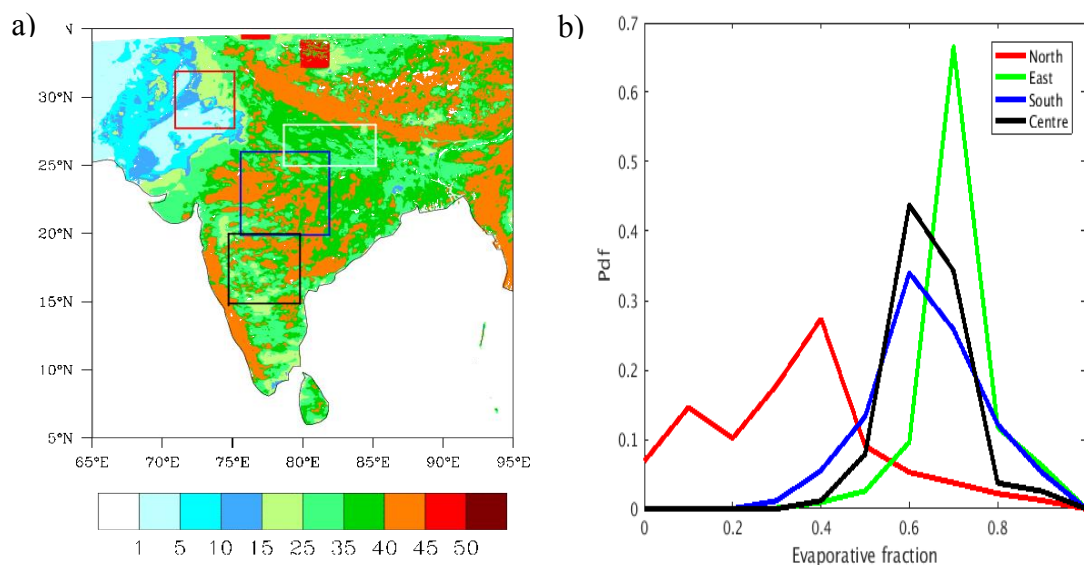 a)
N
30°N
25°N
20°N
15°N
10°N
5°N
65°E 70°E 75°E 80°E 85°E 90°E 95°E
1 5 10 15 25 35 40 45 50
b)
0.7
0.6
0.5
0.4
0.3
0.2
0.1
0
Pdf
North
East
South
Centre
0 0.2 0.4 0.6 0.8
Evaporative fraction